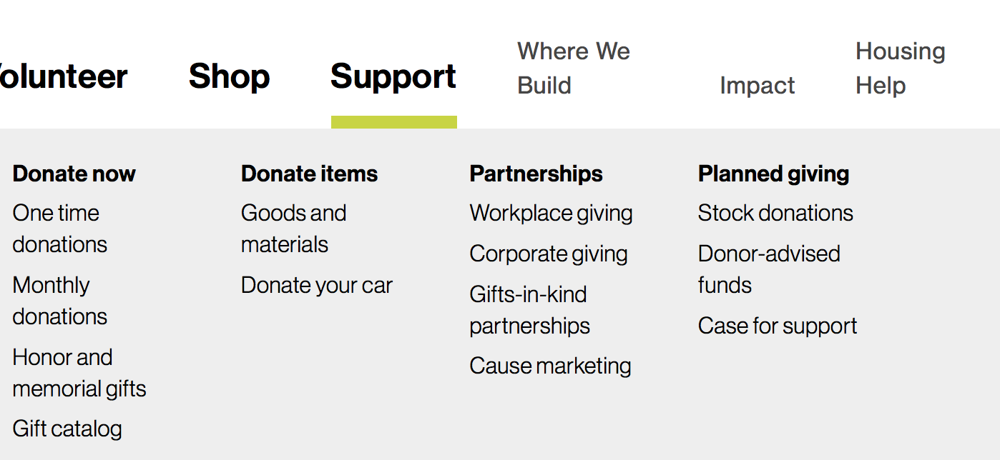 olunteer
Shop
Support
Where We
Build
Impact
Housing
Help
Donate now
One time
donations
Monthly
donations
Honor and
memorial gifts
Gift catalog
Donate items
Goods and
materials
Donate your car
Partnerships
Workplace giving
Corporate giving
Gifts-in-kind
partnerships
Cause marketing
Planned giving
Stock donations
Donor-advised
funds
Case for support